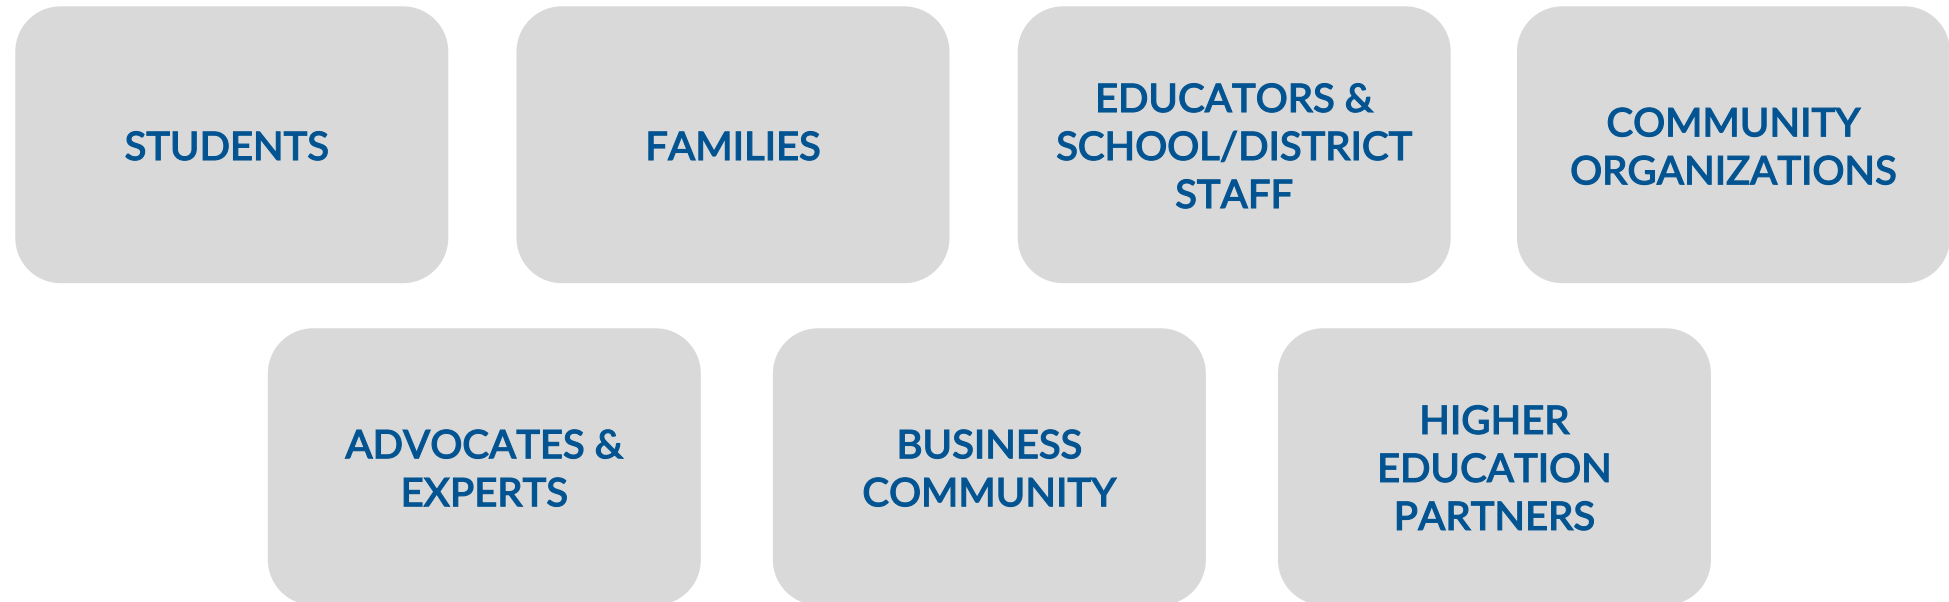 STUDENTS
FAMILIES
EDUCATORS &
SCHOOL/DISTRICT
STAFF
COMMUNITY
ORGANIZATIONS
ADVOCATES &
EXPERTS
BUSINESS
COMMUNITY
HIGHER
EDUCATION
PARTNERS